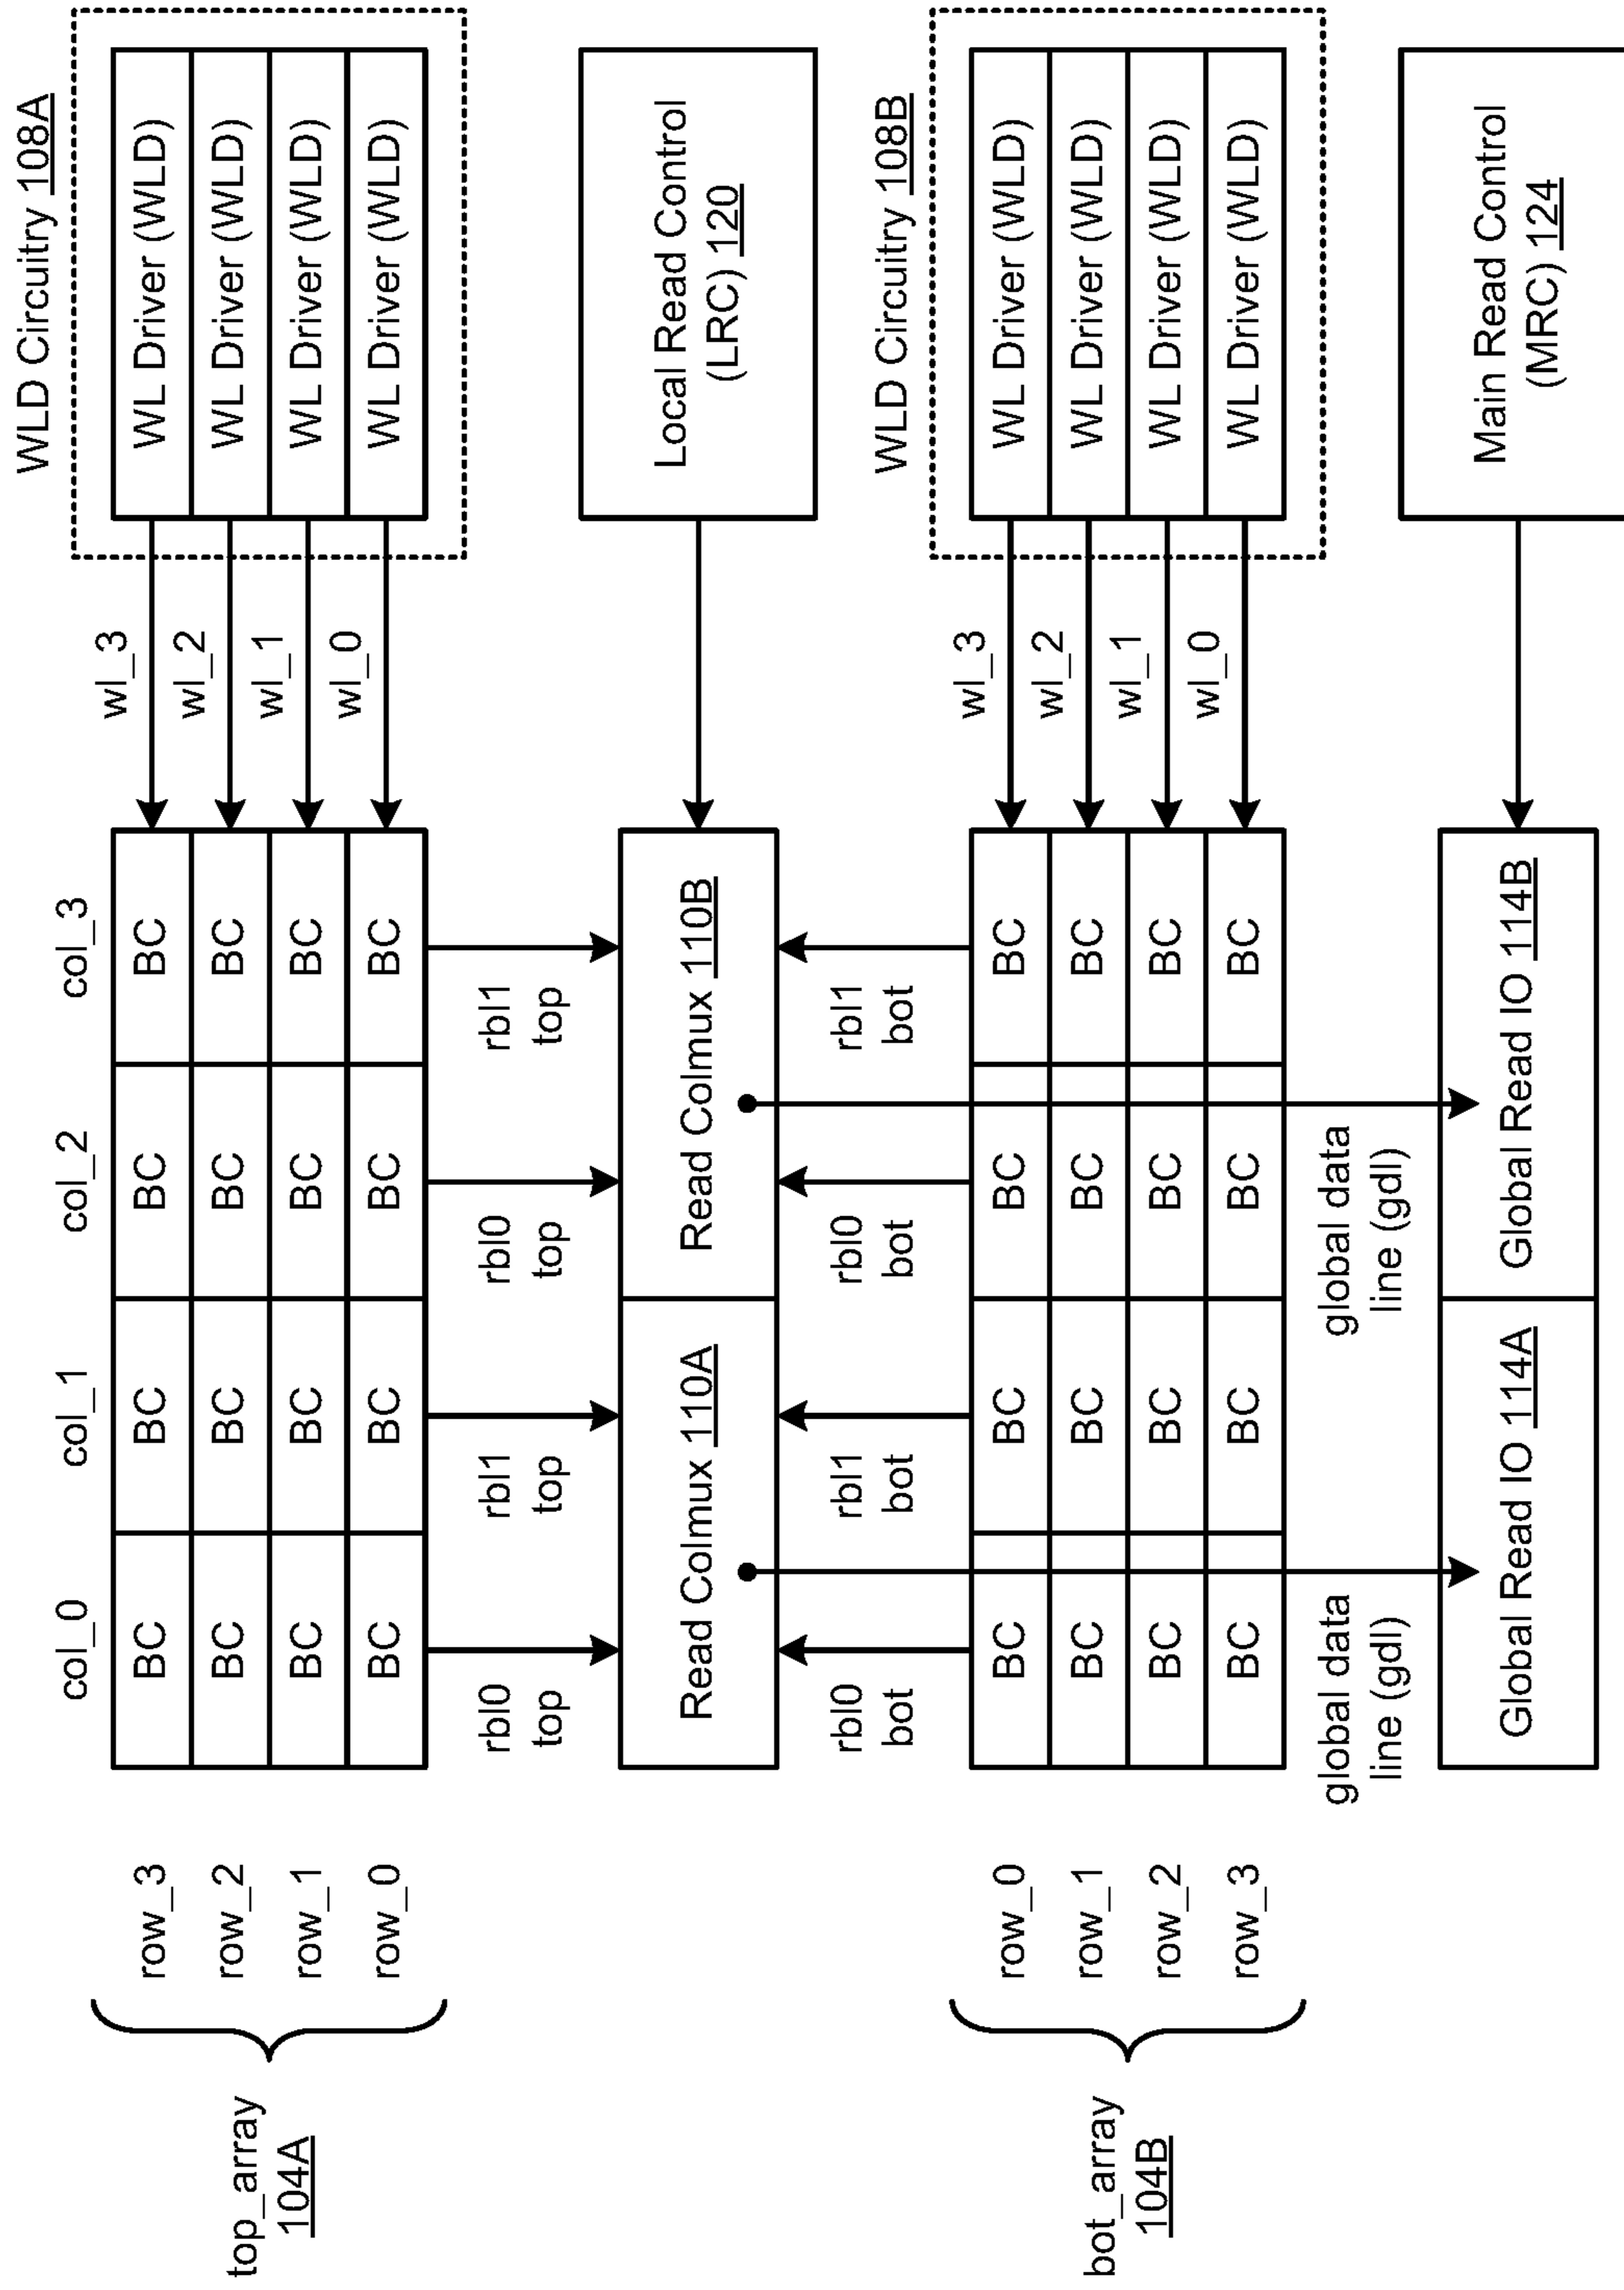 col_0
col_1
col_2
col_3
WLD Circuitry 108A
top_array
104A
row_3
BC
BC
BC
BC
wl_3
WL Driver (WLD)
row_2
BC
BC
BC
BC
wl_2
WL Driver (WLD)
row_1
BC
BC
BC
BC
wl_1
WL Driver (WLD)
row_0
BC
BC
BC
BC
wl_0
WL Driver (WLD)
rbl0
top
rbl1
top
rbl0
top
rbl1
top
Read Colmux 110A
Read Colmux 110B
Local Read Control
(LRC) 120
rbl0
bot
rbl1
bot
rbl0
bot
rbl1
bot
WLD Circuitry 108B
bot_array
104B
row_0
BC
BC
BC
BC
wl_3
WL Driver (WLD)
row_1
BC
BC
BC
BC
wl_2
WL Driver (WLD)
row_2
BC
BC
BC
BC
wl_1
WL Driver (WLD)
row_3
BC
BC
BC
BC
wl_0
WL Driver (WLD)
global data
line (gdl)
global data
line (gdl)
Global Read IO 114A
Global Read IO 114B
Main Read Control
(MRC) 124